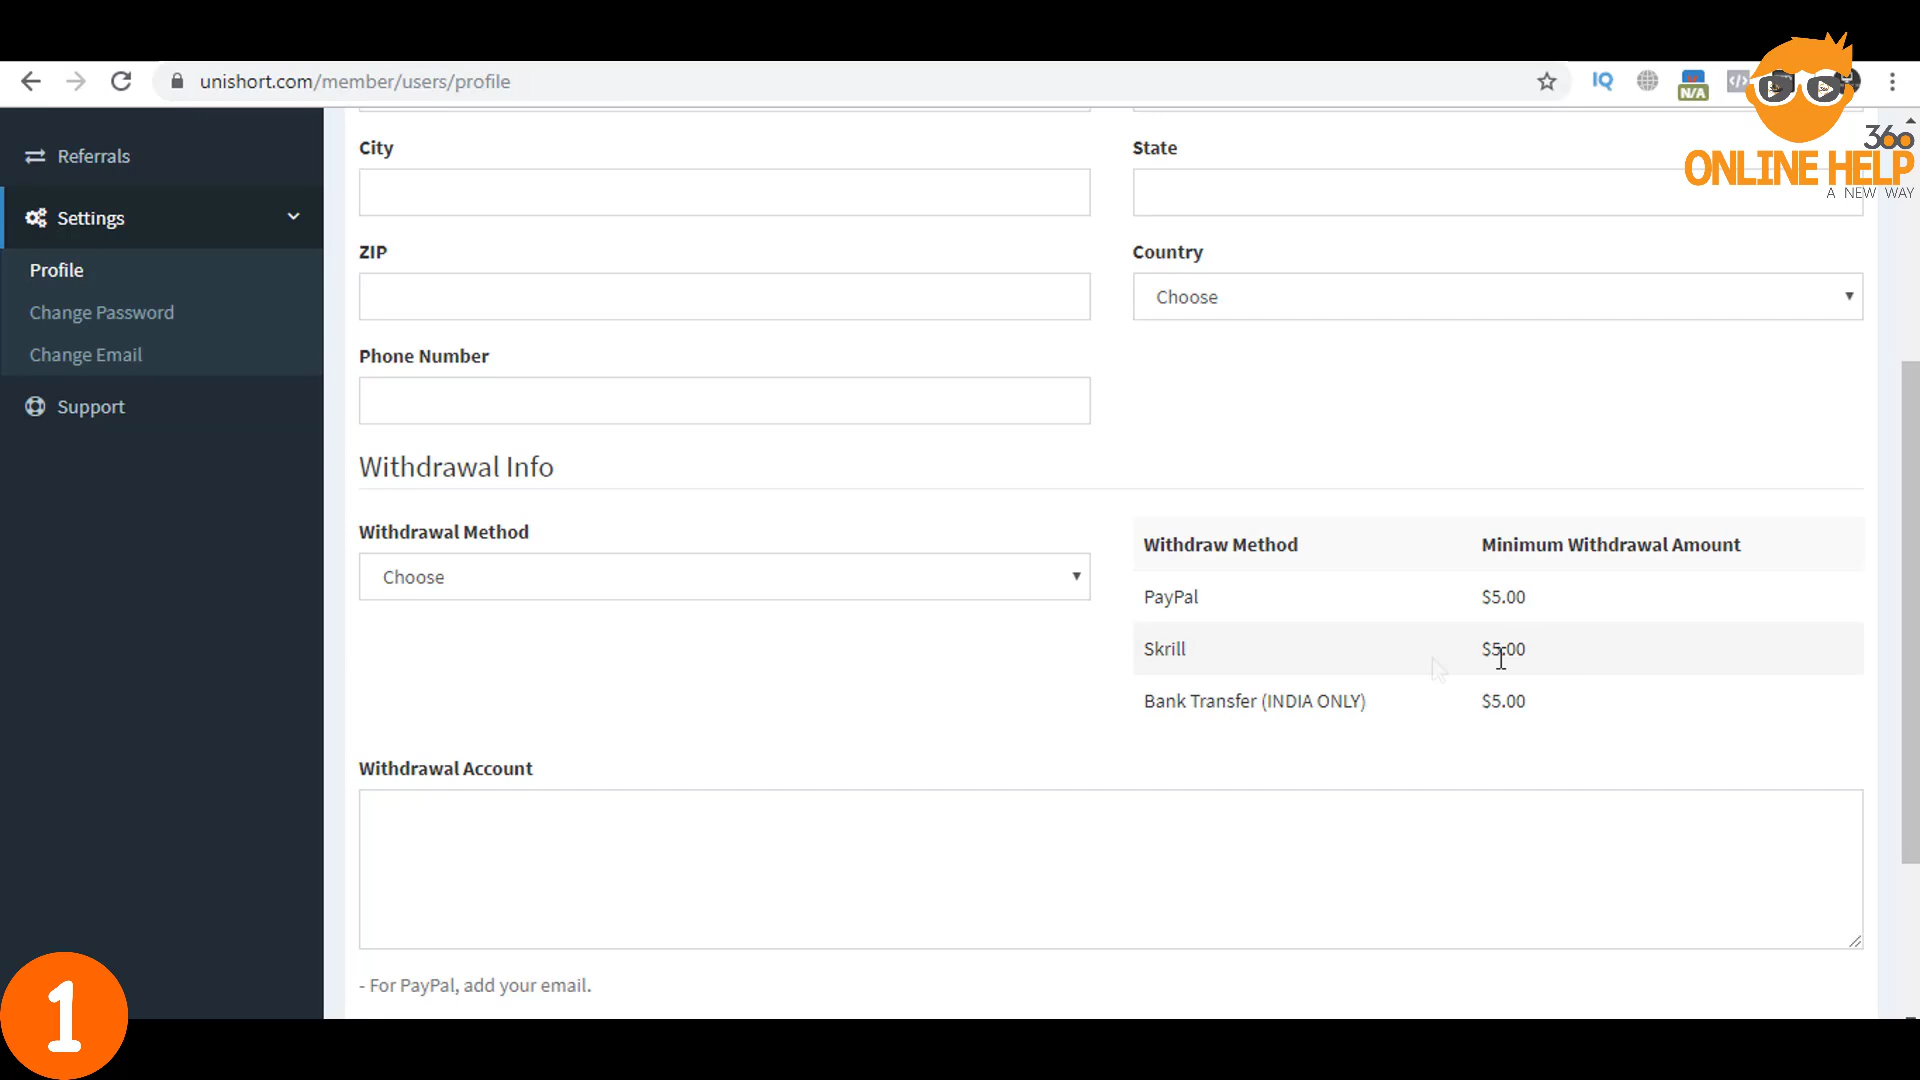 unishort.com/member/users/profile
IQ
N/A
360
ONLINE HELP
A NEW WAY
Referrals
Settings
Profile
Change Password
Change Email
Support
City
State
ZIP
Country
Choose
Phone Number
Withdrawal Info
Withdrawal Method
Choose
Withdraw Method Minimum Withdrawal Amount
PayPal $5.00
Skrill $5.00
Bank Transfer (INDIA ONLY) $5.00
Withdrawal Account
- For PayPal, add your email.
1